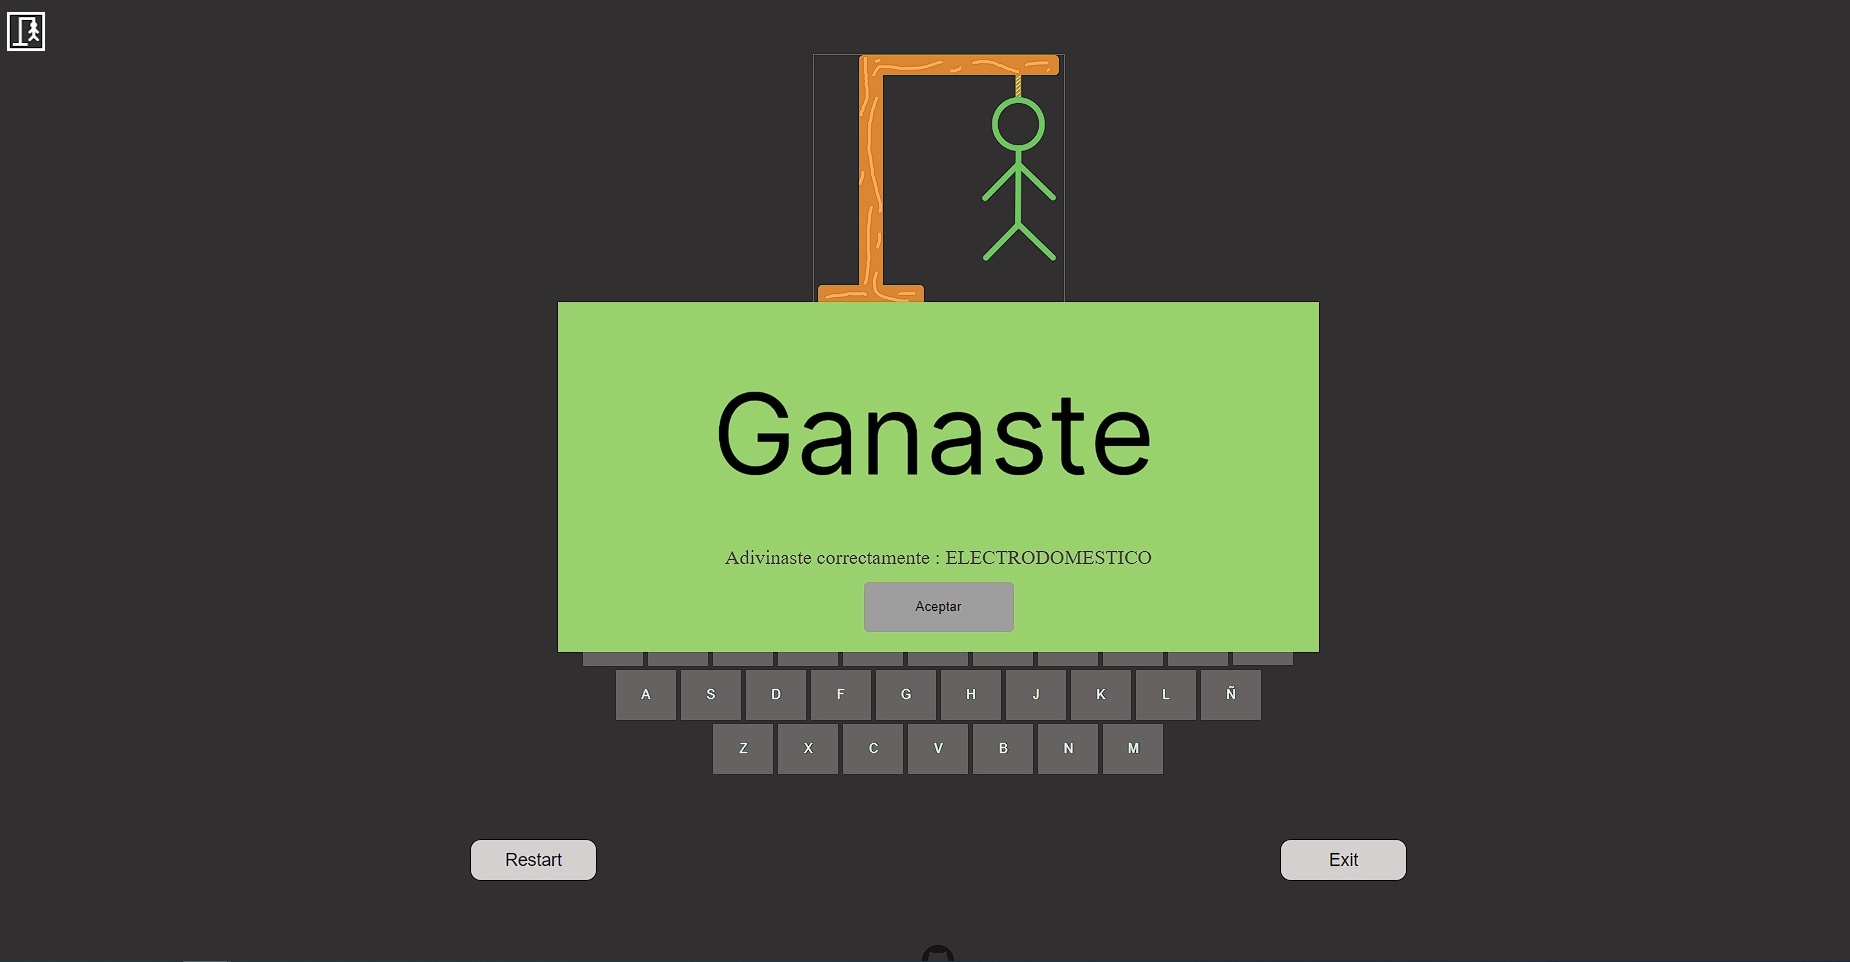 Ganaste
Adivinaste correctamente : ELECTRODOMESTICO
Aceptar
A S D F G H J K L Ñ
Z X C V B N M
Restart Exit